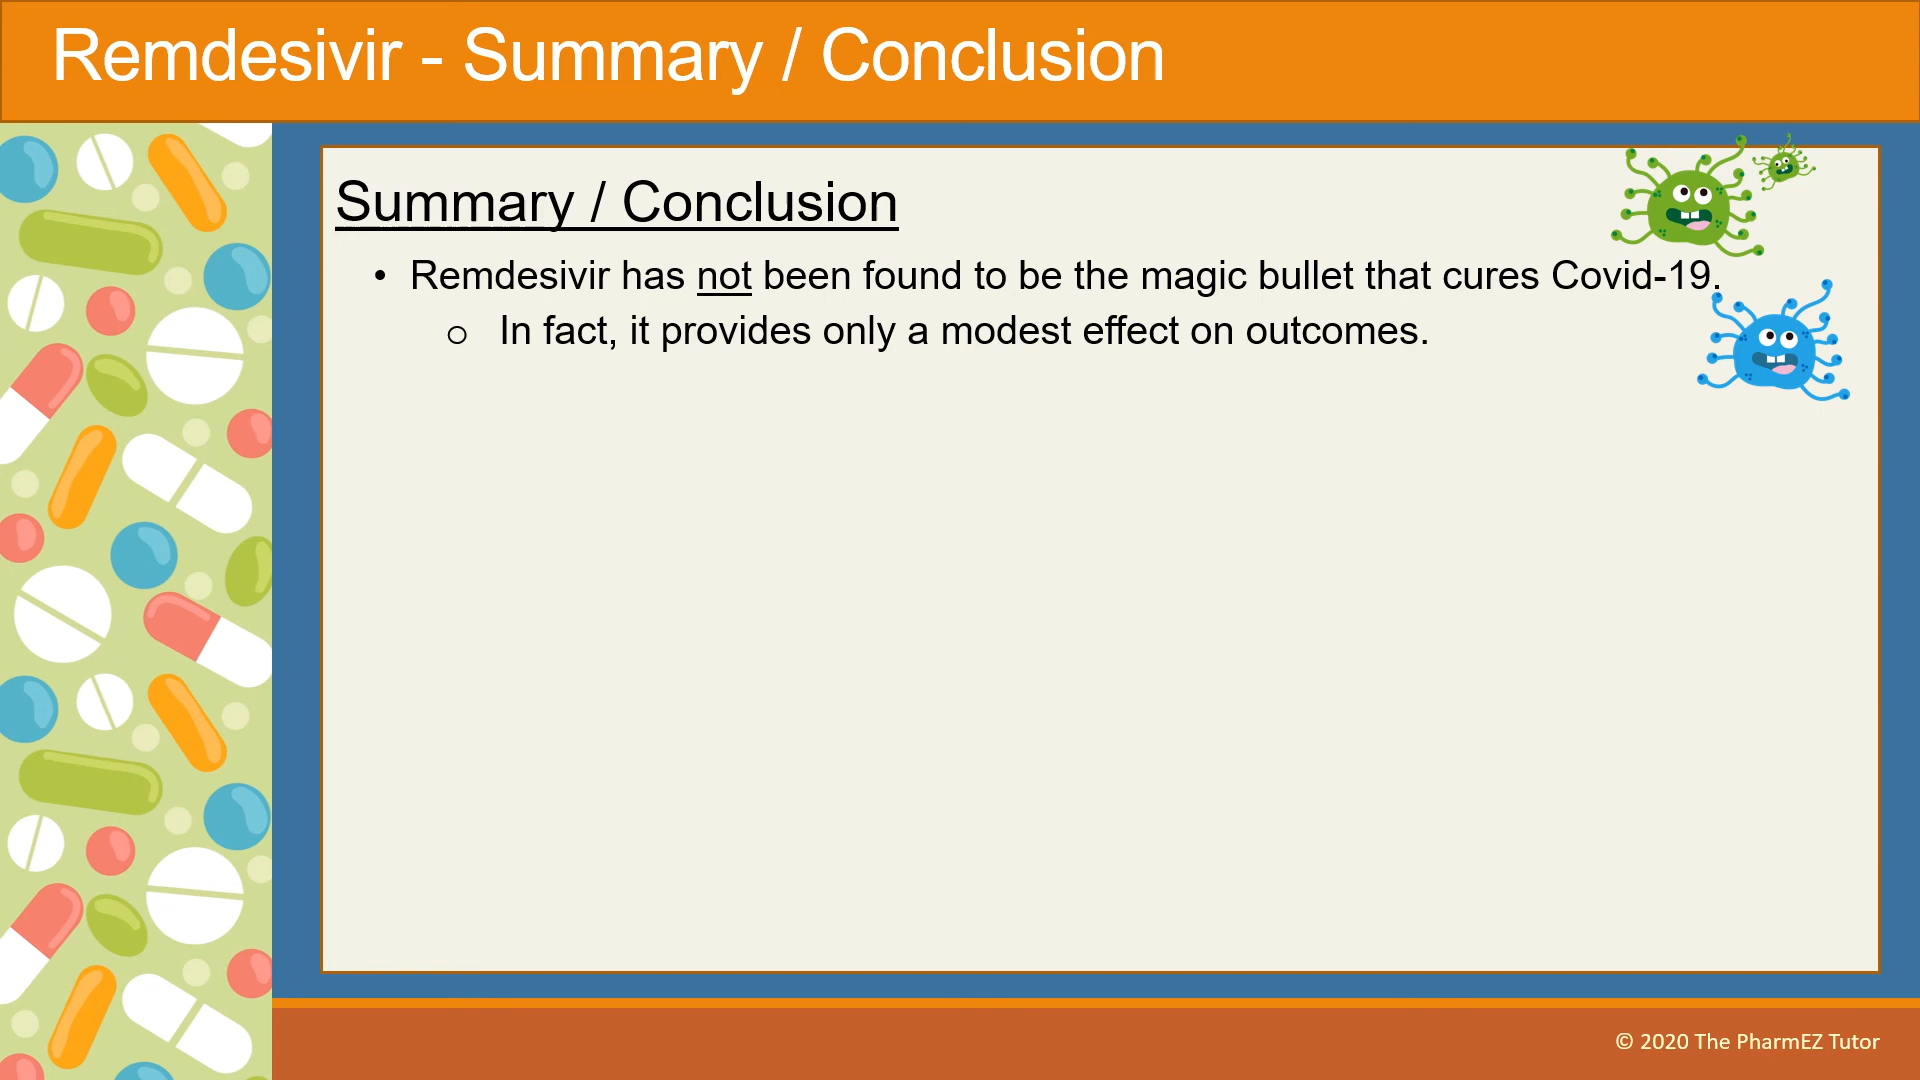 Remdesivir - Summary / Conclusion
Summary / Conclusion
• Remdesivir has not been found to be the magic bullet that cures Covid-19.
o In fact, it provides only a modest effect on outcomes.
© 2020 The PharmEZ Tutor